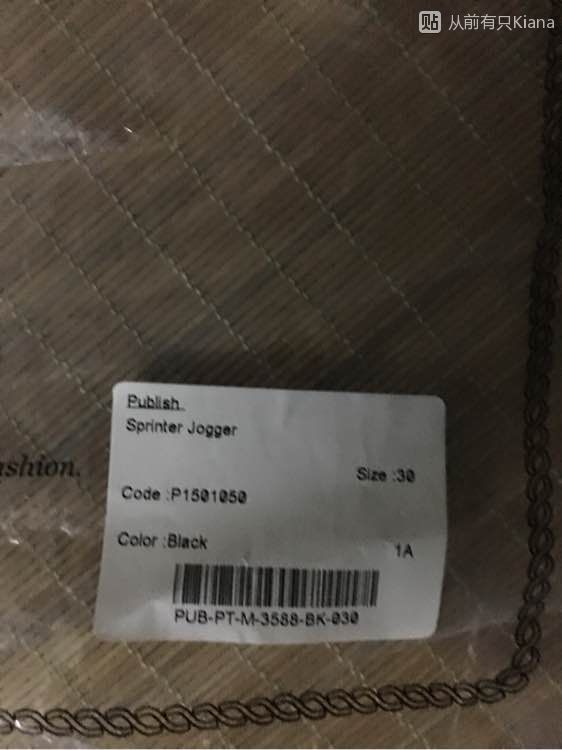 贴 从前有只Kiana
Publish
Sprinter Jogger
Size :30
Code :P1501050
Color :Black
1A
PUB-PT-M-3588-BK-030